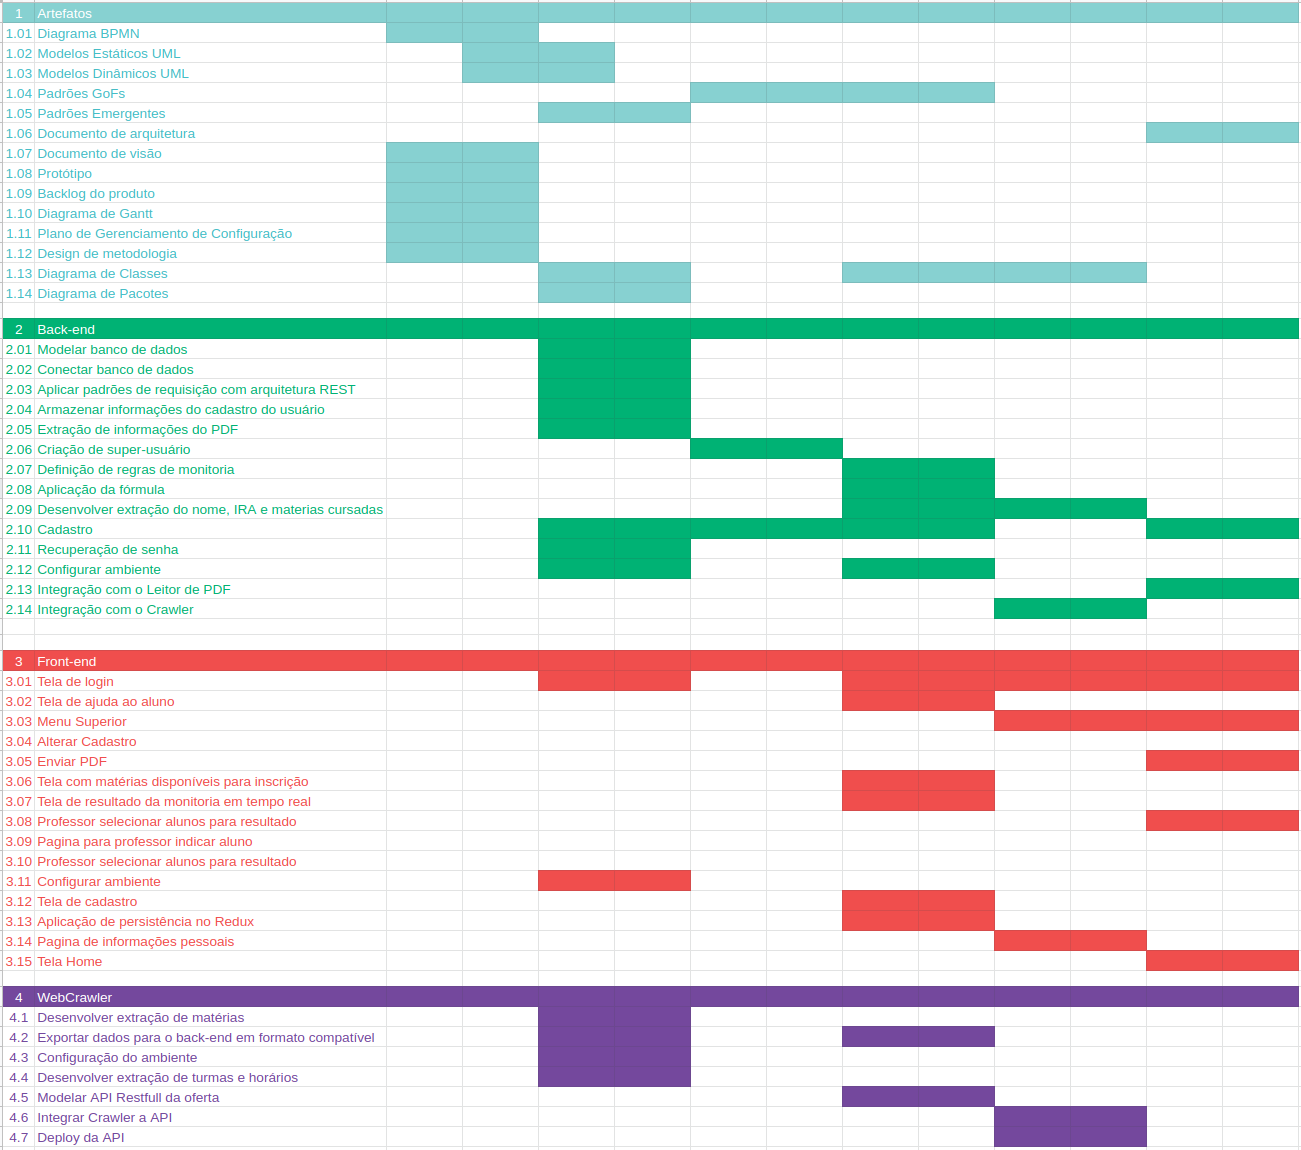 1 Artefatos
1.01 Diagrama BPMN
1.02 Modelos Estáticos UML
1.03 Modelos Dinâmicos UML
1.04 Padrões GoFs
1.05 Padrões Emergentes
1.06 Documento de arquitetura
1.07 Documento de visão
1.08 Protótipo
1.09 Backlog do produto
1.10 Diagrama de Gantt
1.11 Plano de Gerenciamento de Configuração
1.12 Design de metodologia
1.13 Diagrama de Classes
1.14 Diagrama de Pacotes
2 Back-end
2.01 Modelar banco de dados
2.02 Conectar banco de dados
2.03 Aplicar padrões de requisição com arquitetura REST
2.04 Armazenar informações do cadastro do usuário
2.05 Extração de informações do PDF
2.06 Criação de super-usuário
2.07 Definição de regras de monitoria
2.08 Aplicação da fórmula
2.09 Desenvolver extração do nome, IRA e materias cursadas
2.10 Cadastro
2.11 Recuperação de senha
2.12 Configurar ambiente
2.13 Integração com o Leitor de PDF
2.14 Integração com o Crawler
3 Front-end
3.01 Tela de login
3.02 Tela de ajuda ao aluno
3.03 Menu Superior
3.04 Alterar Cadastro
3.05 Enviar PDF
3.06 Tela com matérias disponíveis para inscrição
3.07 Tela de resultado da monitoria em tempo real
3.08 Professor selecionar alunos para resultado
3.09 Pagina para professor indicar aluno
3.10 Professor selecionar alunos para resultado
3.11 Configurar ambiente
3.12 Tela de cadastro
3.13 Aplicação de persistência no Redux
3.14 Pagina de informações pessoais
3.15 Tela Home
4 WebCrawler
4.1 Desenvolver extração de matérias
4.2 Exportar dados para o back-end em formato compatível
4.3 Configuração do ambiente
4.4 Desenvolver extração de turmas e horários
4.5 Modelar API Restfull da oferta
4.6 Integrar Crawler a API
4.7 Deploy da API